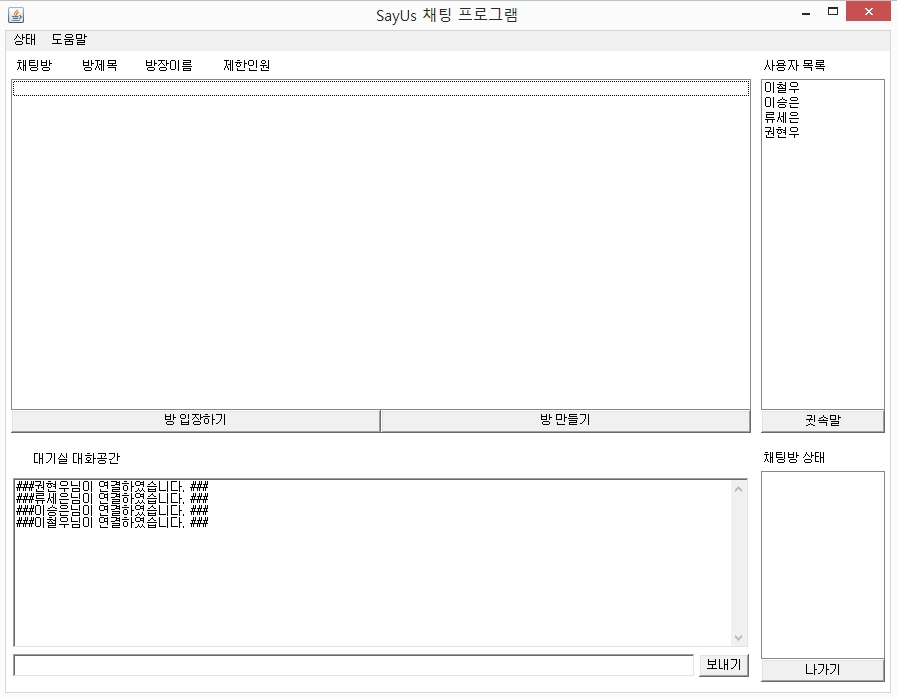 SayUs 채팅 프로그램
상태 도움말
채팅방 방제목 방장이름 제한인원
사용자 목록
이철우
이승은
류세은
권현우
방 입장하기 방 만들기 귓속말
대기실 대화공간
채팅방 상태
###권현우님이 연결하였습니다. ###
###류세은님이 연결하였습니다. ###
###이승은님이 연결하였습니다. ###
###이철우님이 연결하였습니다. ###
보내기
나가기